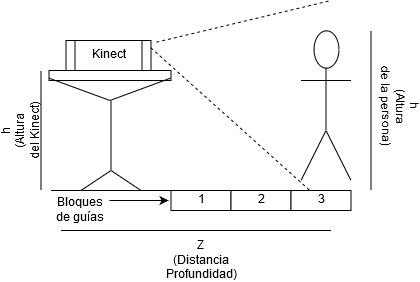 Kinect
h
(Altura
del Kinect)
h
(Altura
de la persona)
Bloques
de guías
1
2
3
Z
(Distancia
Profundidad)